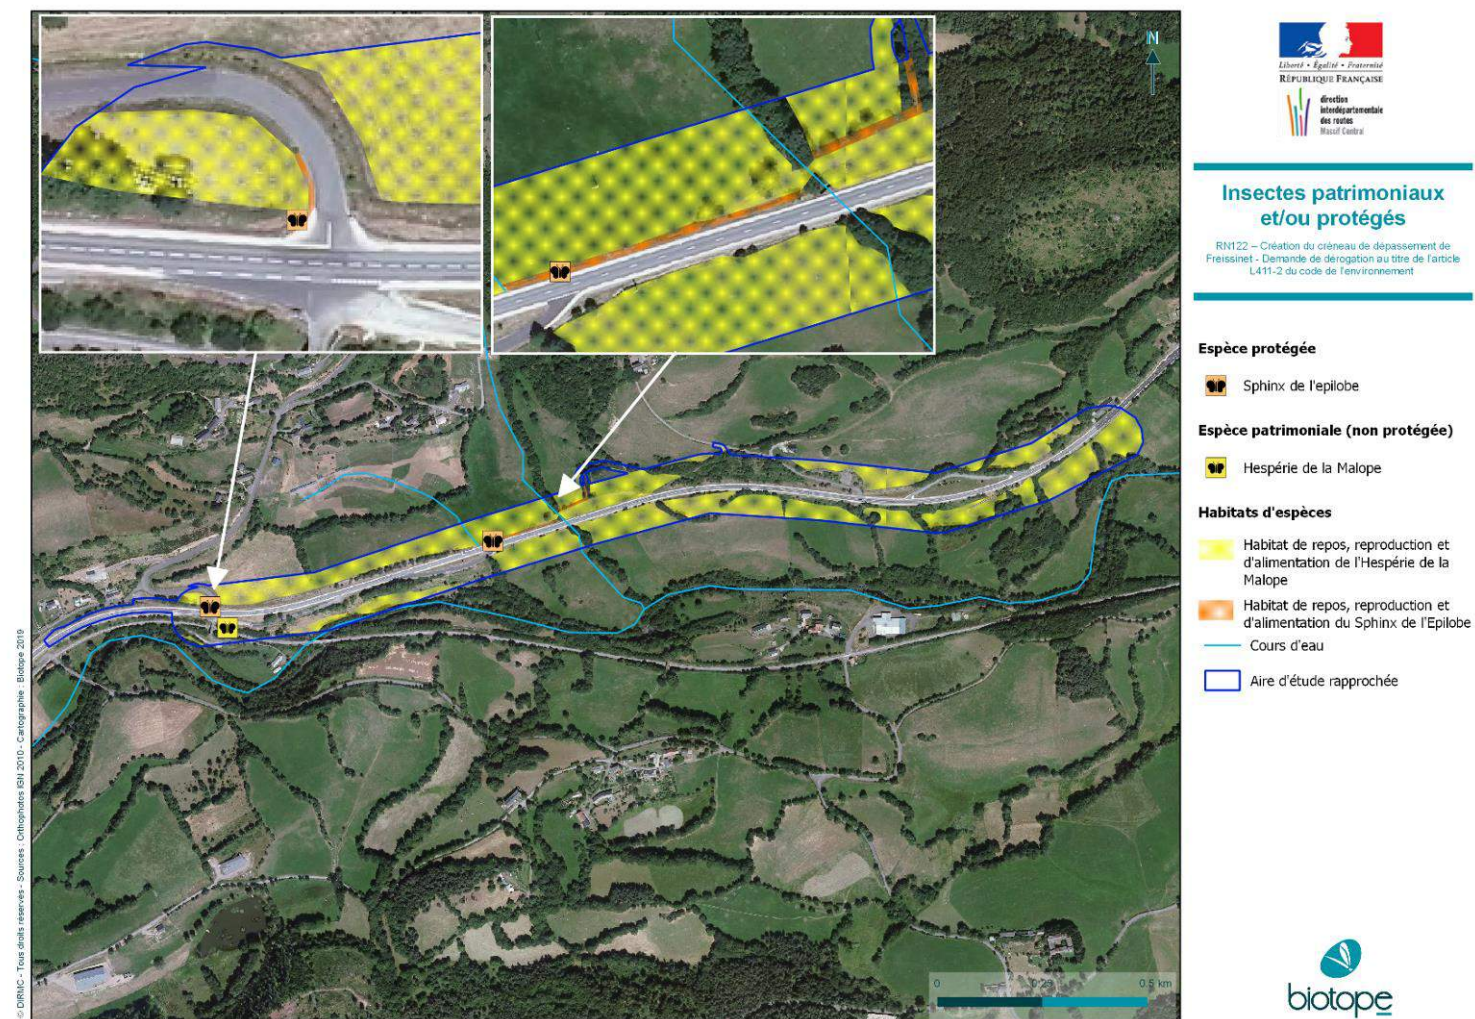 N
Liberté • Égalité • Fraternité
RÉPUBLIQUE FRANÇAISE
direction
interdépartementale
des routes
Massif Central
Insectes patrimoniaux
et/ou protégés
RN122 – Création du créneau de dépassement de
Freissinet - Demande de dérogation au titre de l'article
L411-2 du code de l'environnement
Espèce protégée
Sphinx de l'epilobe
Espèce patrimoniale (non protégée)
Hespérie de la Malope
Habitats d'espèces
Habitat de repos, reproduction et
d'alimentation de l'Hespérie de la
Malope
Habitat de repos, reproduction et
d'alimentation du Sphinx de l'Epilobe
Cours d'eau
Aire d'étude rapprochée
© DIRMC - Tous droits réservés - Sources : Orthophotos IGN 2010 - Cartographie : Biotope 2019
0 0.25 0.5 km
biotope